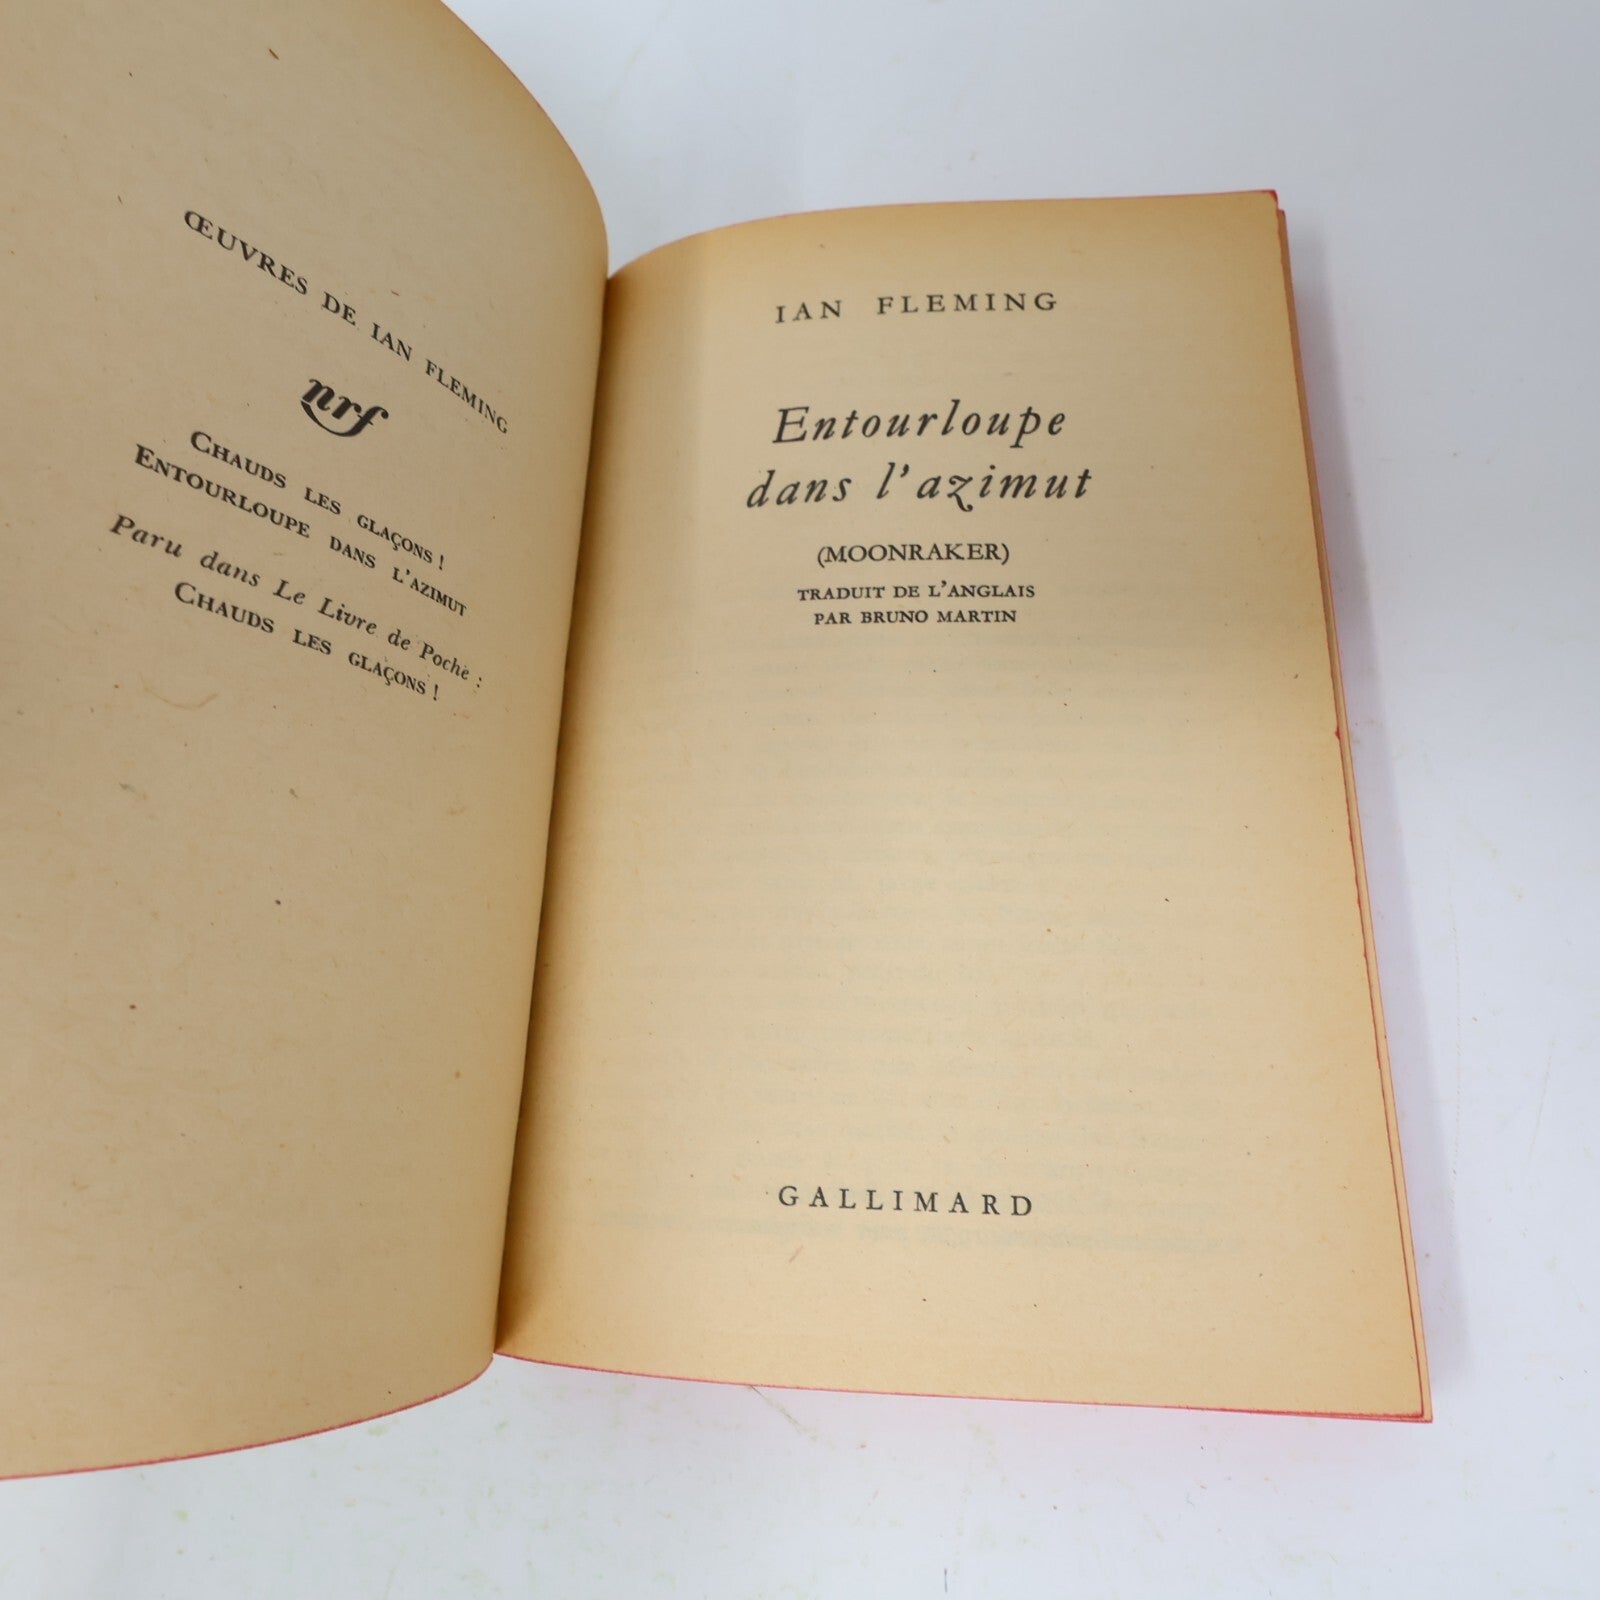 ŒUVRES DE IAN FLEMING
nrf
CHAUDS LES GLAÇONS !
ENTOURLOUPE DANS L'AZIMUT
Paru dans Le Livre de Poche :
CHAUDS LES GLAÇONS !
IAN FLEMING
Entourloupe
dans l'azimut
(MOONRAKER)
TRADUIT DE L'ANGLAIS
PAR BRUNO MARTIN
GALLIMARD